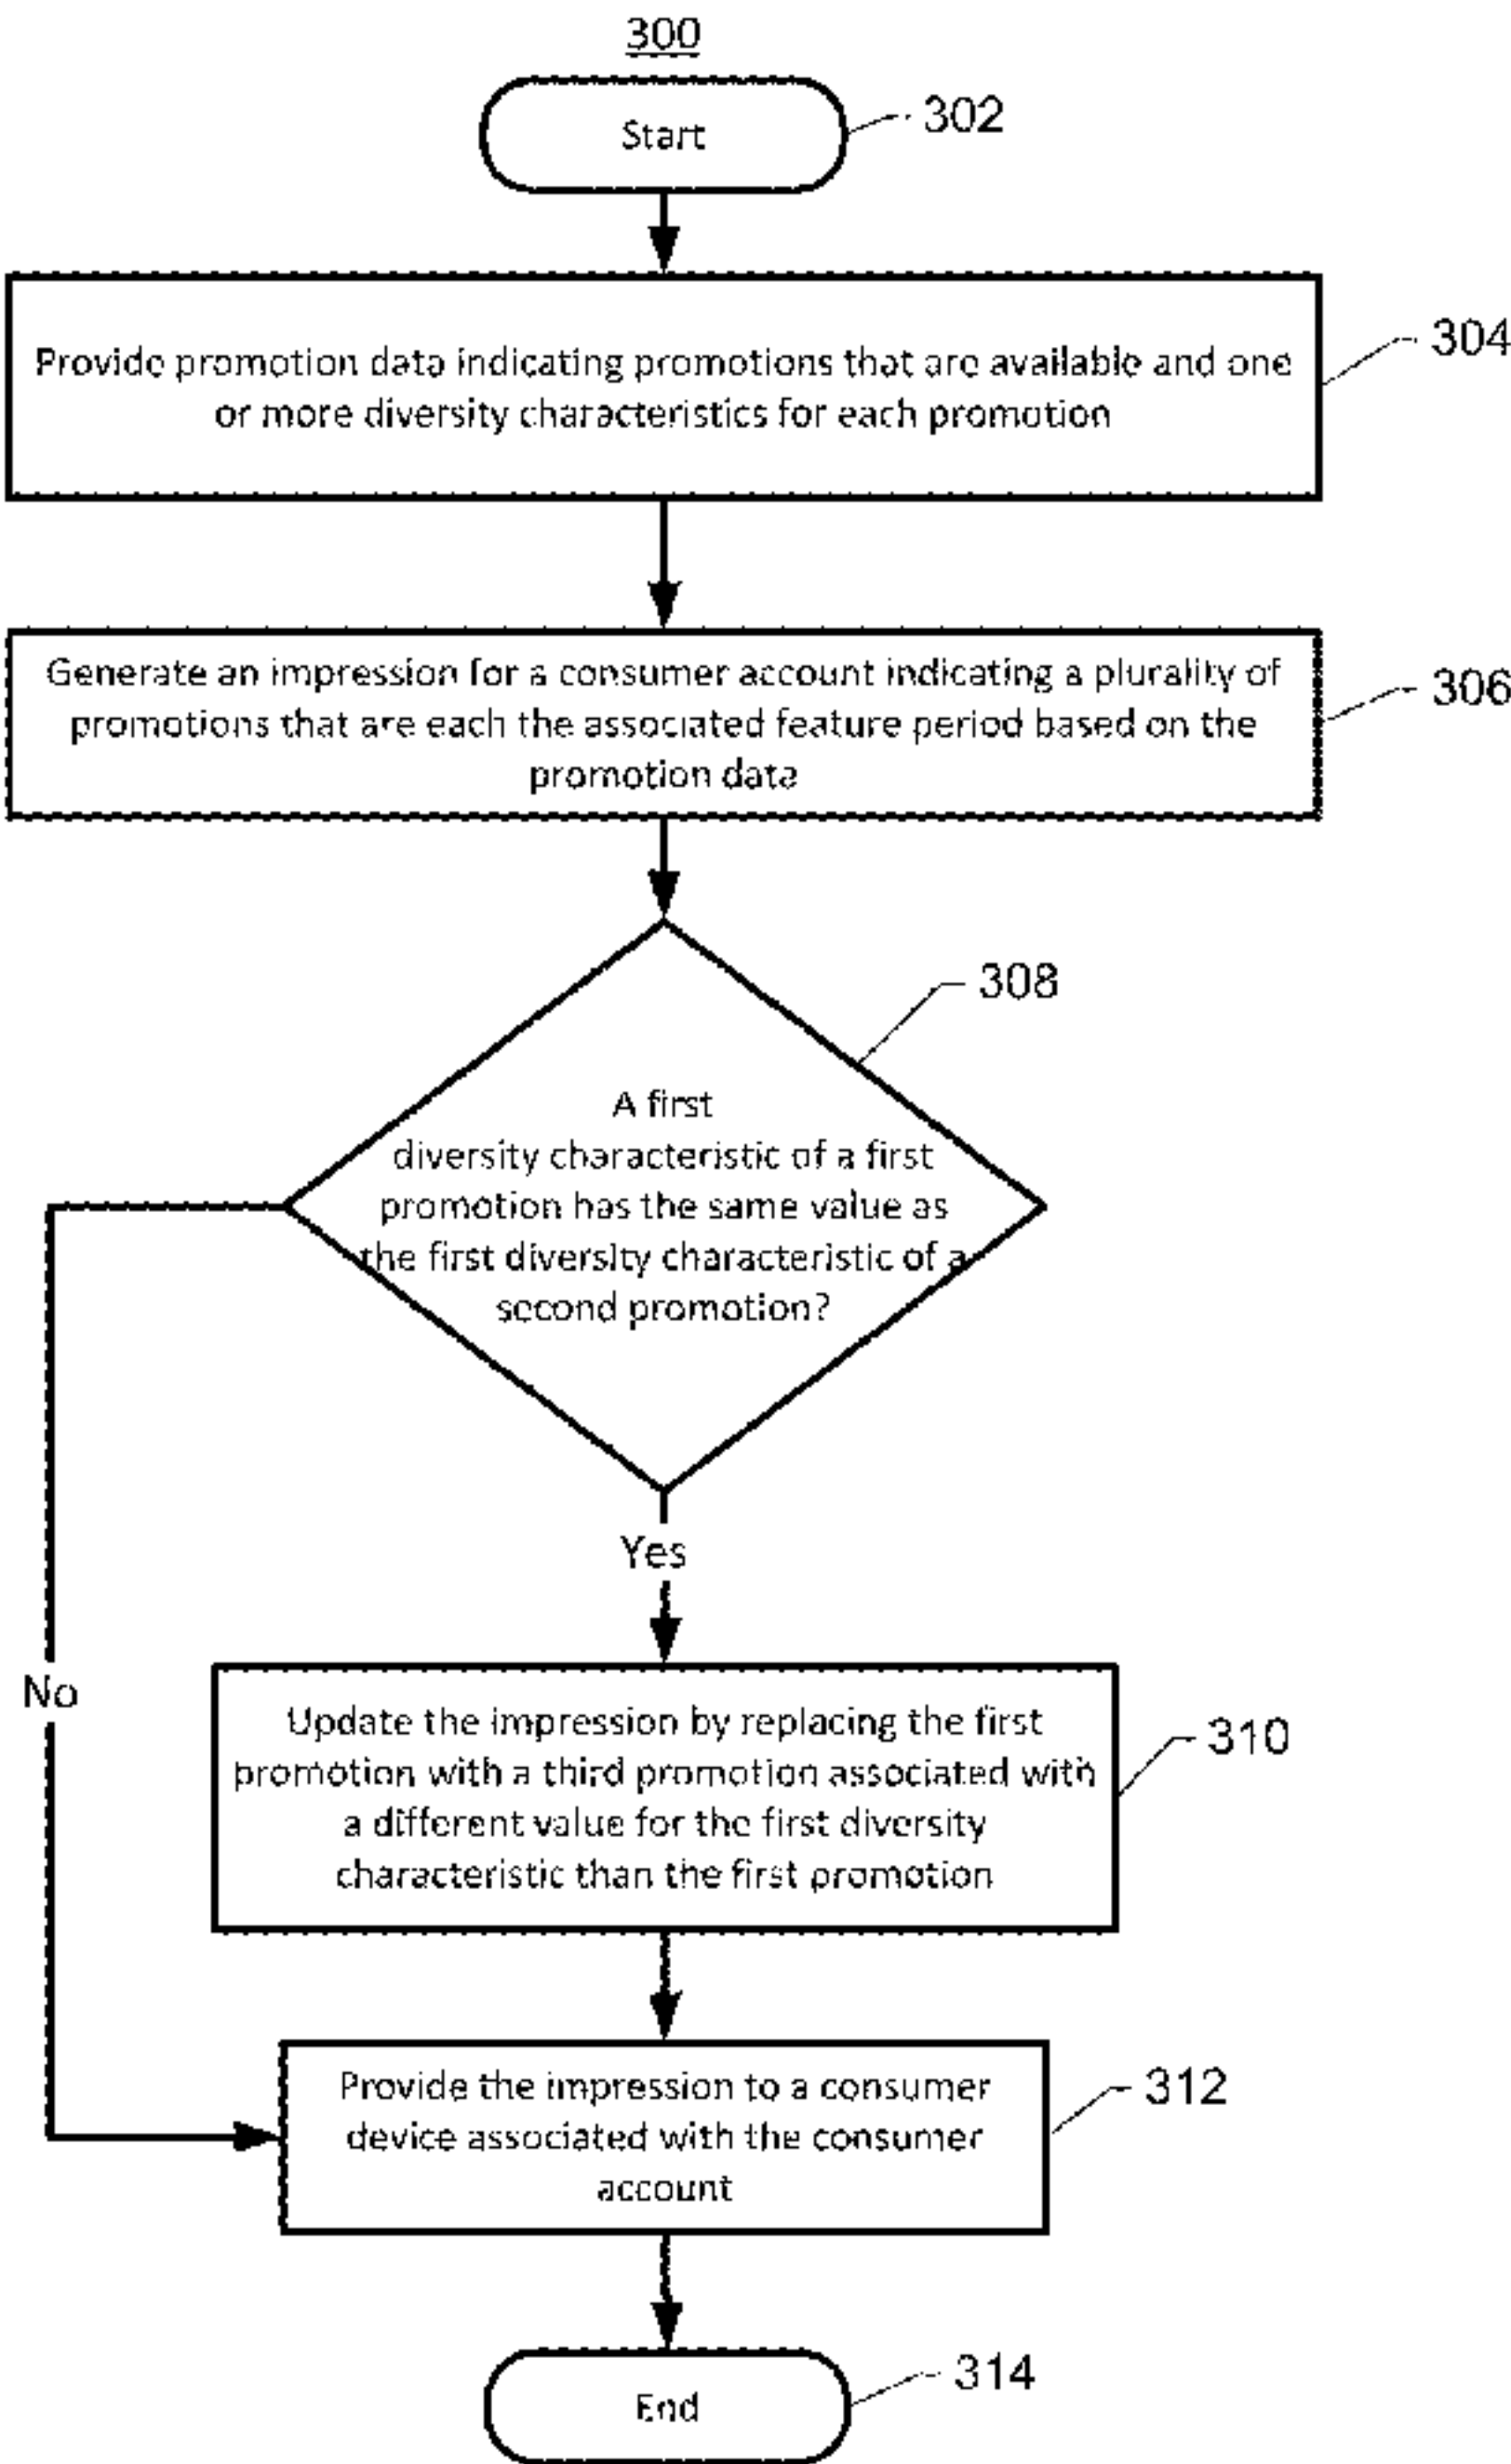 300
Start
302
Provide promotion data indicating promotions that are available and one
or more diversity characteristics for each promotion
304
Generate an impression for a consumer account indicating a plurality of
promotions that are each the associated feature period based on the
promotion data
306
308
A first
diversity characteristic of a first
promotion has the same value as
the first diversity characteristic of a
second promotion?
Yes
No
Update the impression by replacing the first
promotion with a third promotion associated with
a different value for the first diversity
characteristic than the first promotion
310
Provide the impression to a consumer
device associated with the consumer
account
312
End
314